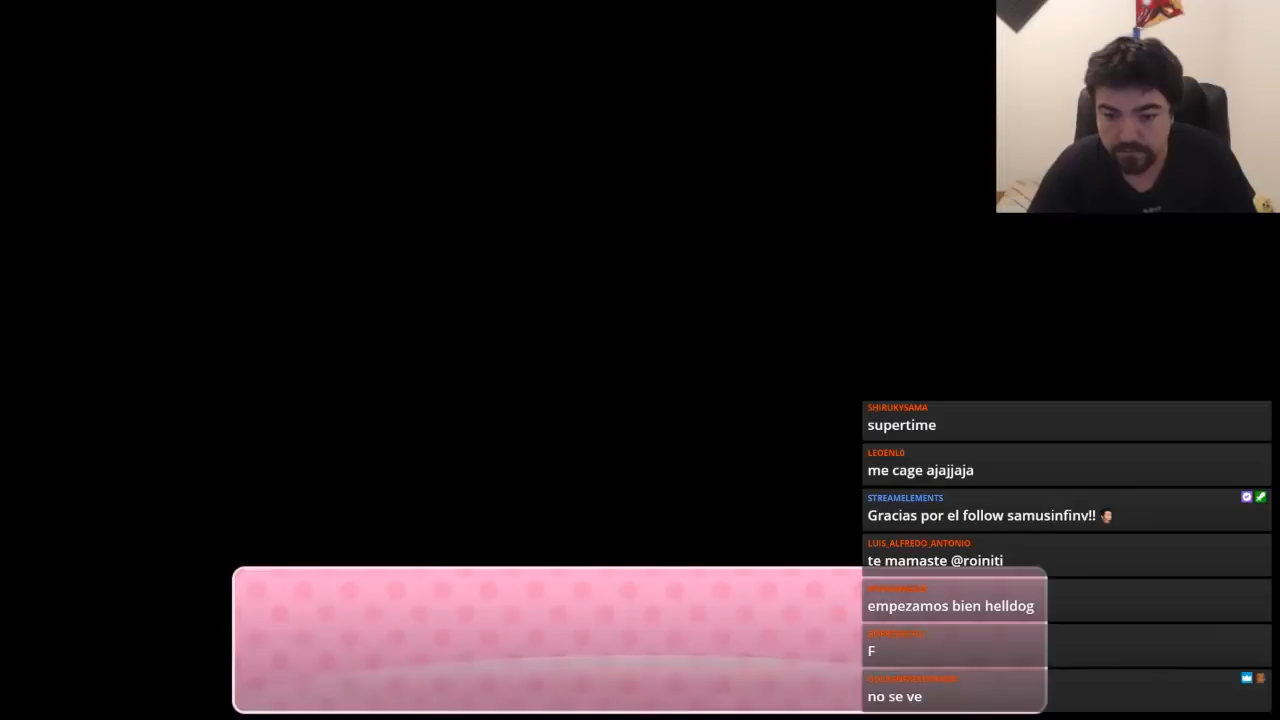 SHIRUKYSAMA
supertime
LEOENL0
me cage ajajjaja
STREAMELEMENTS
Gracias por el follow samusinfinv!!
LUIS_ALFREDO_ANTONIO
te mamaste @roiniti
empezamos bien helldog
F
no se ve